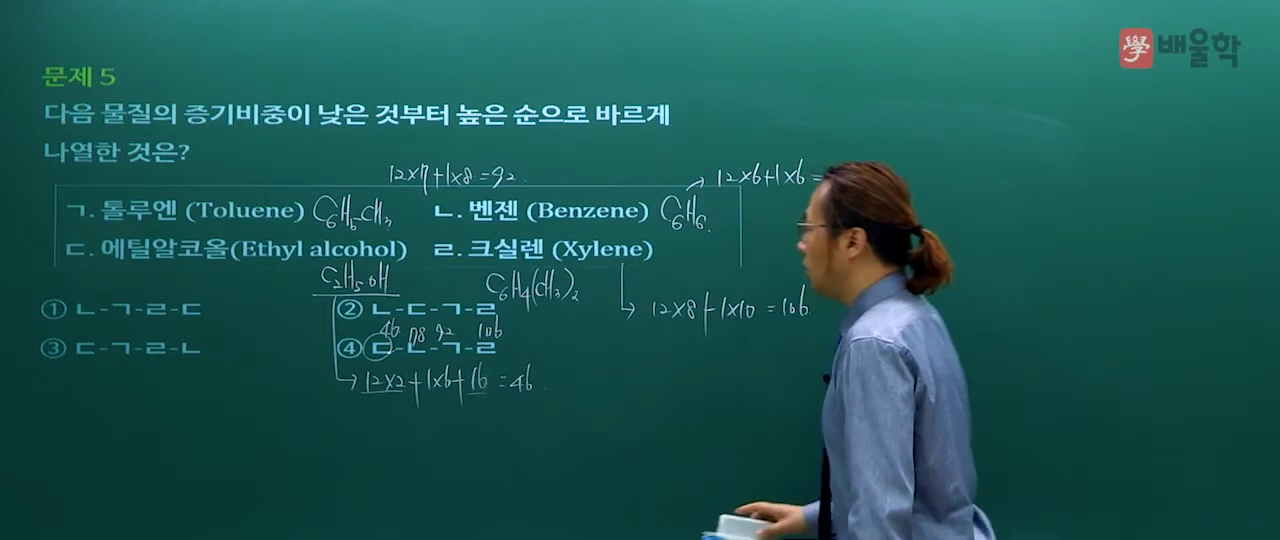 學 배울학
문제 5
다음 물질의 증기비중이 낮은 것부터 높은 순으로 바르게
나열한 것은?
12×7+1×8=92
→ 12×6+1×6=
ㄱ. 톨루엔 (Toluene) C6H5CH3 ㄴ. 벤젠 (Benzene) C6H6
ㄷ. 에틸알코올(Ethyl alcohol) ㄹ. 크실렌 (Xylene)
C2H5OH C6H4(CH3)2
→ 12×8+1×10=106
① ㄴ-ㄱ-ㄹ-ㄷ ② ㄴ-ㄷ-ㄱ-ㄹ
46 78 92 106
③ ㄷ-ㄱ-ㄹ-ㄴ ④ ㄷ-ㄴ-ㄱ-ㄹ
→ 12×2+1×6+16=46